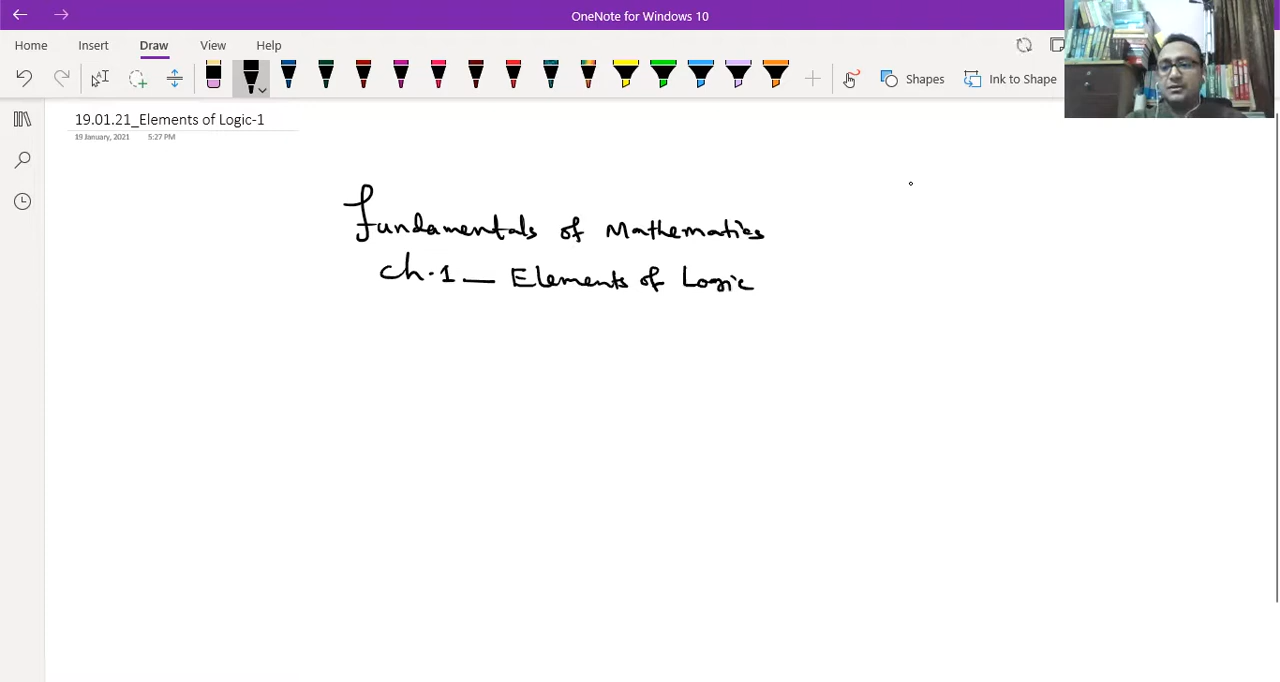 OneNote for Windows 10
Home Insert Draw View Help
Shapes Ink to Shape
19.01.21_Elements of Logic-1
19 January, 2021 5:27 PM
Fundamentals of Mathematics
Ch.1 — Elements of Logic